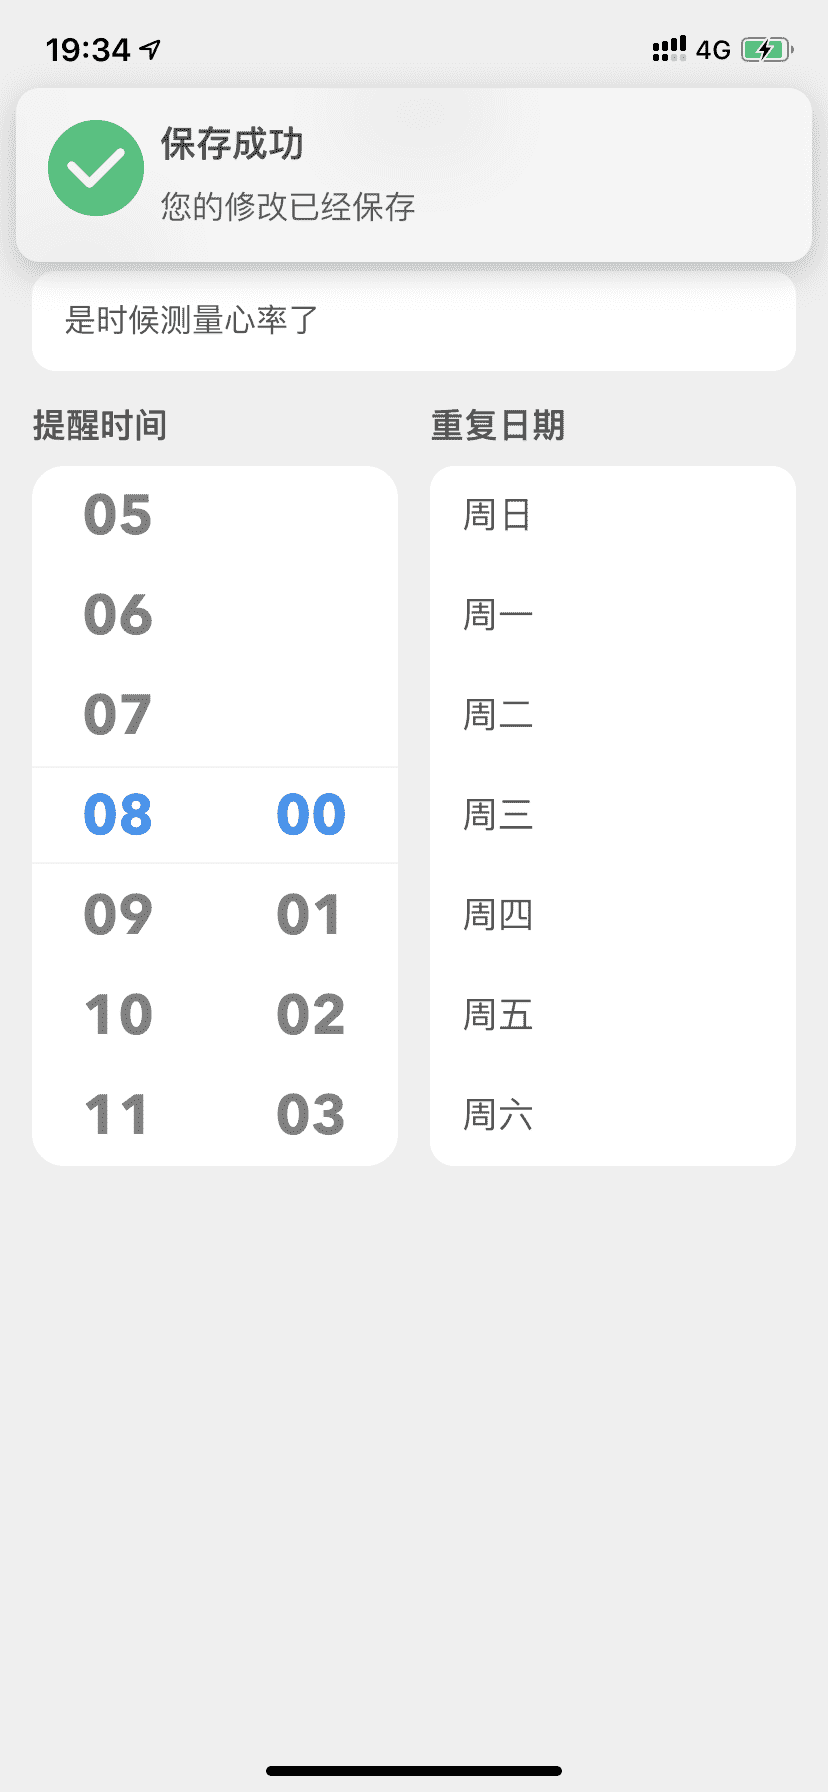 19:34 4G
保存成功
您的修改已经保存
是时候测量心率了
提醒时间 重复日期
05 周日
06 周一
07 周二
08 00 周三
09 01 周四
10 02 周五
11 03 周六